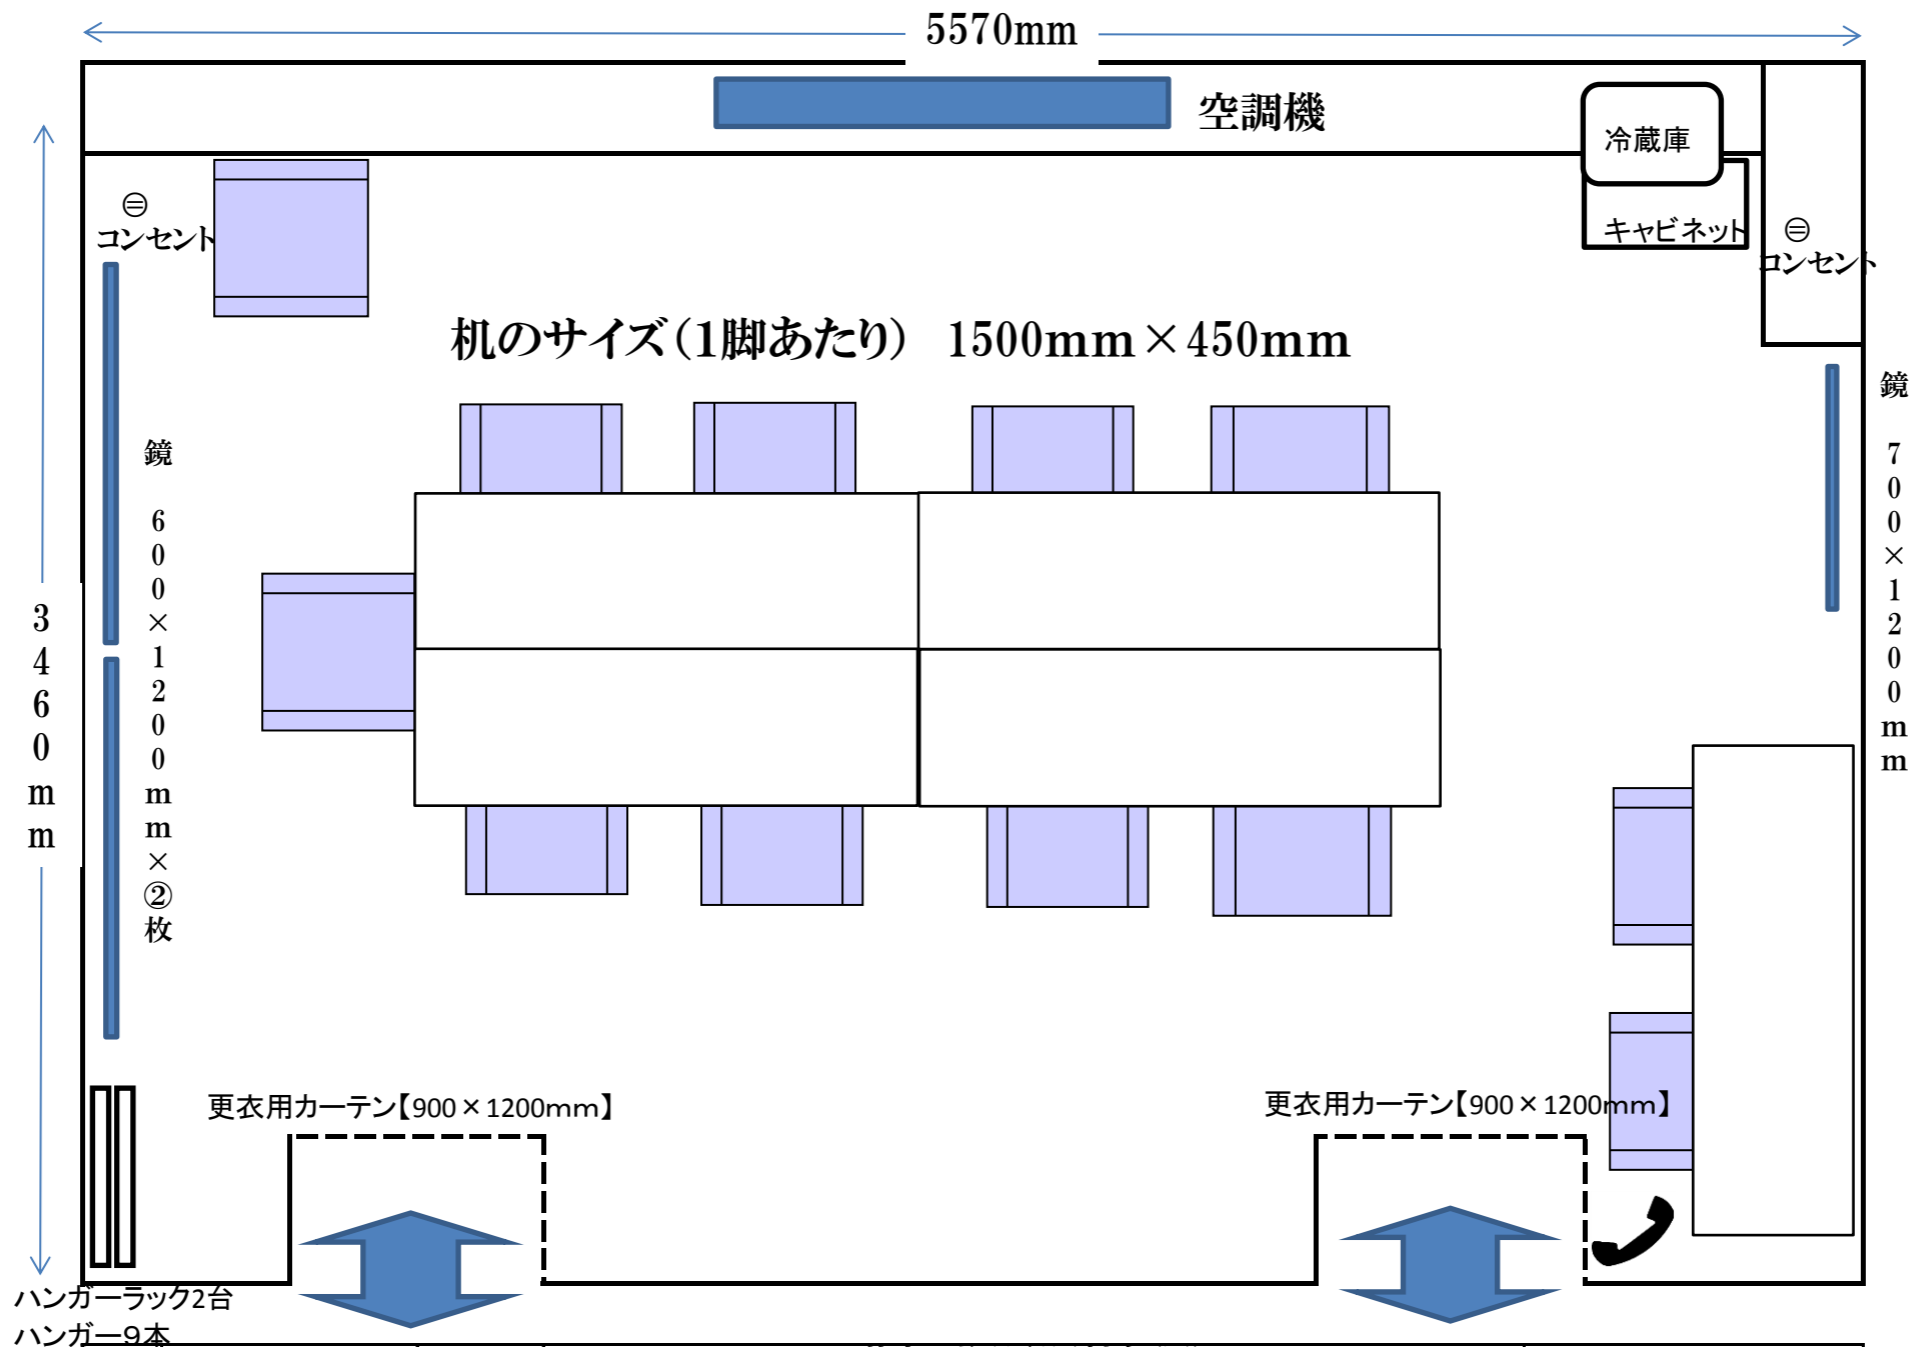 5570mm
空調機
冷蔵庫
キャビネット
㊀
コンセント
㊀
コンセント
机のサイズ（1脚あたり）　1500mm×450mm
3460mm
鏡　600×1200mm×②枚
鏡　700×1200mm
更衣用カーテン【900×1200mm】
更衣用カーテン【900×1200mm】
ハンガーラック2台
ハンガー9本